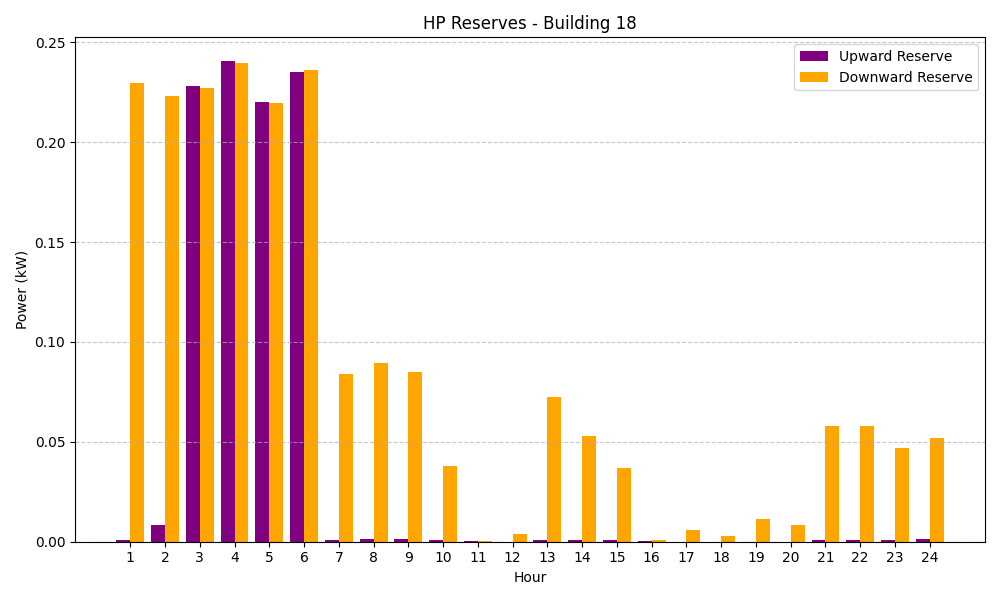 HP Reserves - Building 18
Upward Reserve
Downward Reserve
Power (kW)
0.25
0.20
0.15
0.10
0.05
0.00
1 2 3 4 5 6 7 8 9 10 11 12 13 14 15 16 17 18 19 20 21 22 23 24
Hour